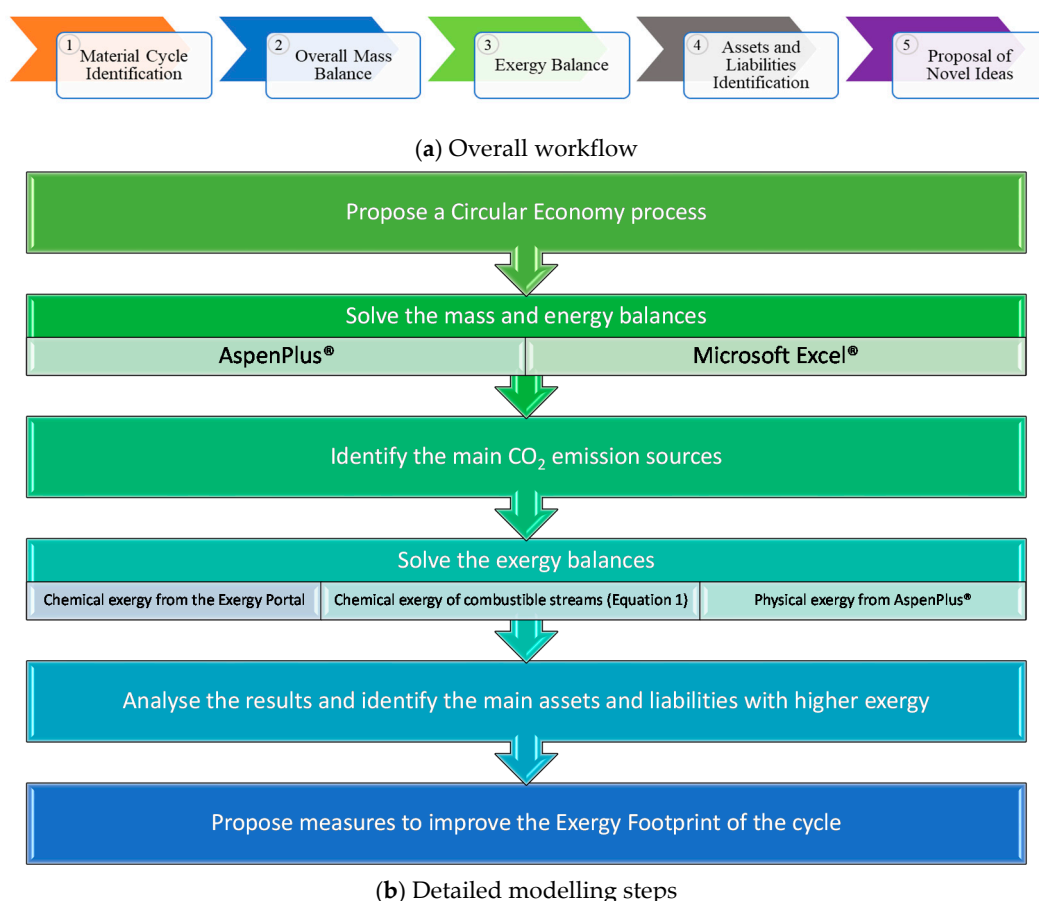 1
Material Cycle
Identification
2
Overall Mass
Balance
3
Exergy Balance
4
Assets and
Liabilities
Identification
5
Proposal of
Novel Ideas
(a) Overall workflow
Propose a Circular Economy process
Solve the mass and energy balances
AspenPlus®
Microsoft Excel®
Identify the main CO₂ emission sources
Solve the exergy balances
Chemical exergy from the Exergy Portal
Chemical exergy of combustible streams (Equation 1)
Physical exergy from AspenPlus®
Analyse the results and identify the main assets and liabilities with higher exergy
Propose measures to improve the Exergy Footprint of the cycle
(b) Detailed modelling steps